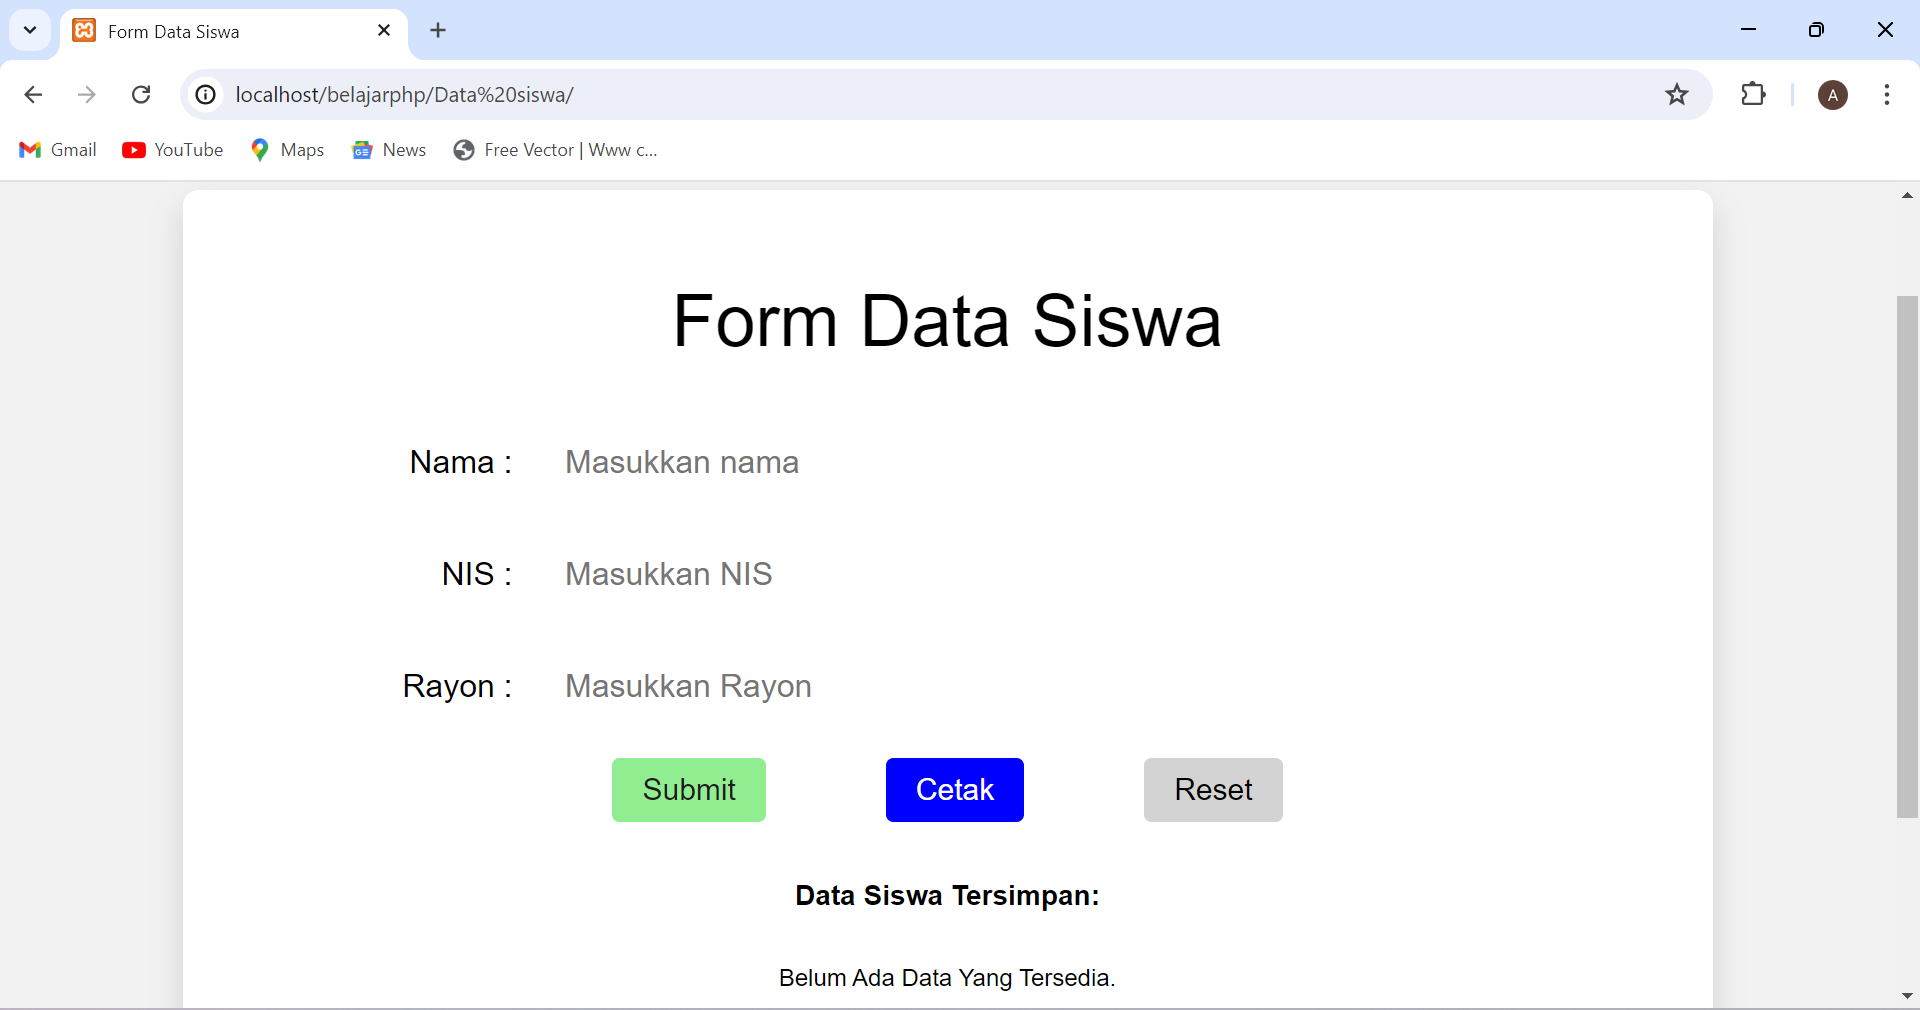 Form Data Siswa
localhost/belajarphp/Data%20siswa/
A
Gmail YouTube Maps GE News Free Vector | Www c...
Form Data Siswa
Nama : Masukkan nama
NIS : Masukkan NIS
Rayon : Masukkan Rayon
Submit Cetak Reset
Data Siswa Tersimpan:
Belum Ada Data Yang Tersedia.